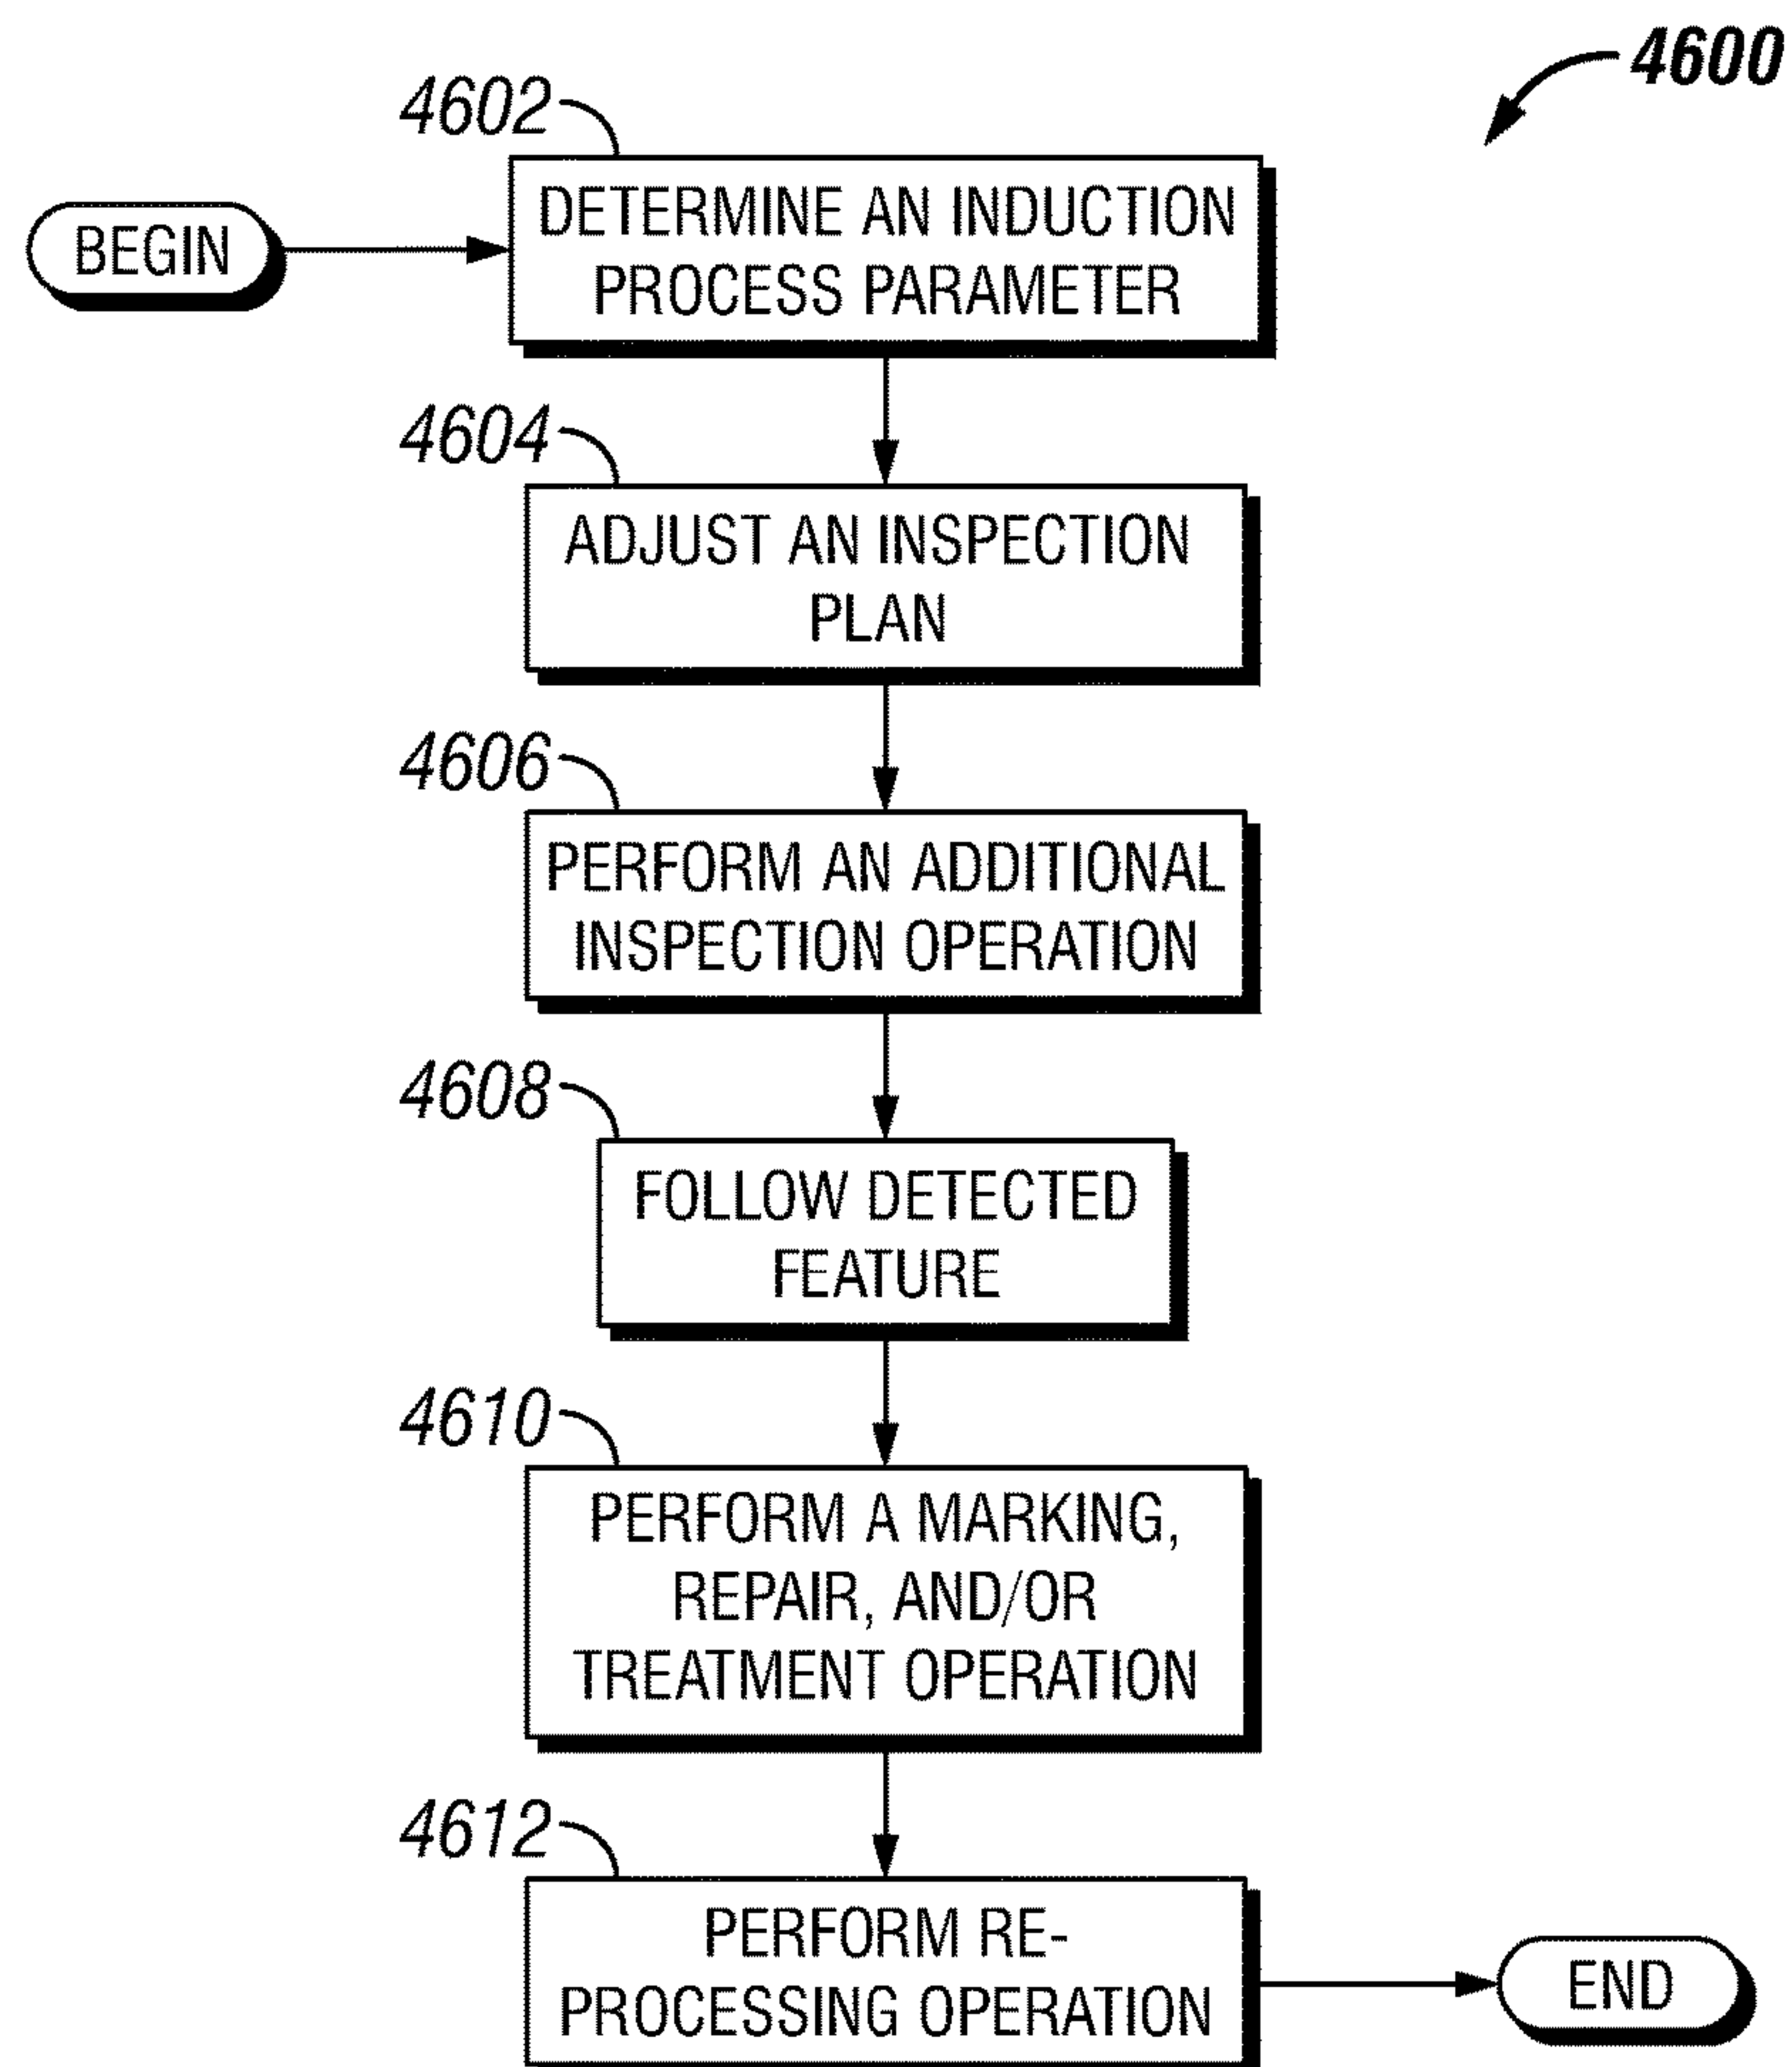 4600
4602
BEGIN
DETERMINE AN INDUCTION
PROCESS PARAMETER
4604
ADJUST AN INSPECTION
PLAN
4606
PERFORM AN ADDITIONAL
INSPECTION OPERATION
4608
FOLLOW DETECTED
FEATURE
4610
PERFORM A MARKING,
REPAIR, AND/OR
TREATMENT OPERATION
4612
PERFORM RE-
PROCESSING OPERATION
END